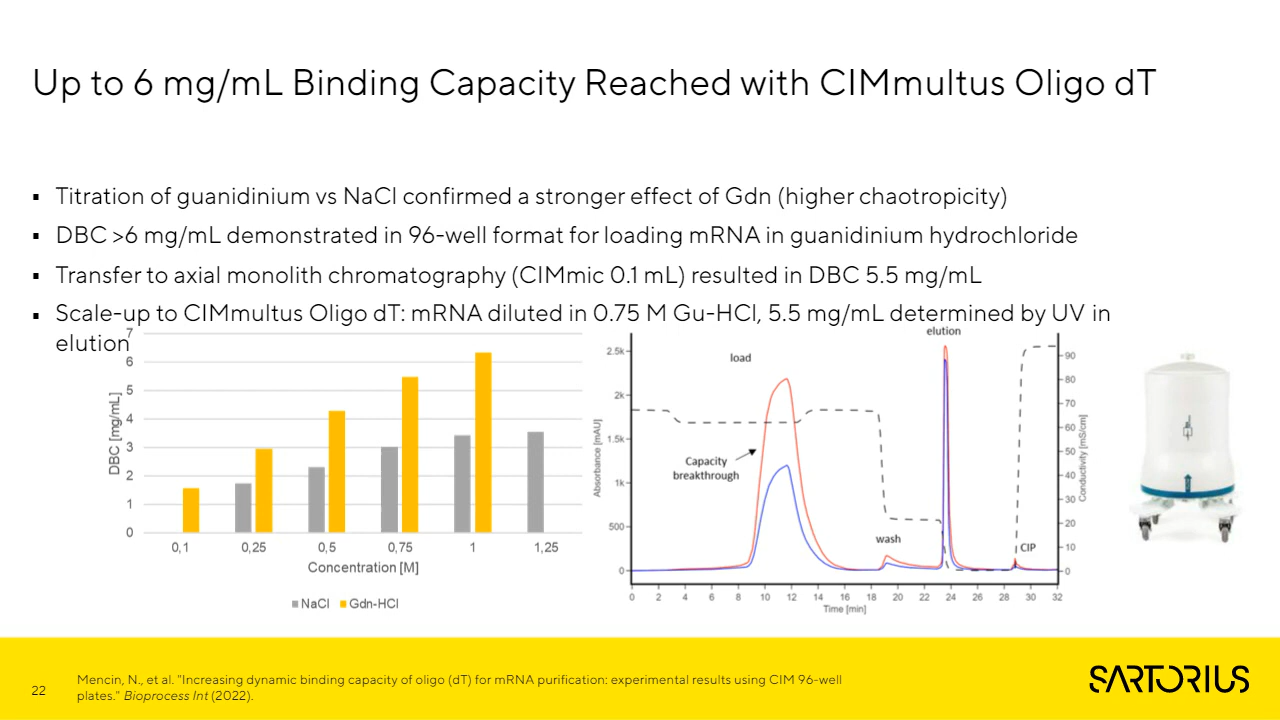 Up to 6 mg/mL Binding Capacity Reached with CIMmultus Oligo dT
▪ Titration of guanidinium vs NaCl confirmed a stronger effect of Gdn (higher chaotropicity)
▪ DBC >6 mg/mL demonstrated in 96-well format for loading mRNA in guanidinium hydrochloride
▪ Transfer to axial monolith chromatography (CIMmic 0.1 mL) resulted in DBC 5.5 mg/mL
▪ Scale-up to CIMmultus Oligo dT: mRNA diluted in 0.75 M Gu-HCl, 5.5 mg/mL determined by UV in
elution
7
6
5
4
3
2
1
0
DBC [mg/mL]
0,1 0,25 0,5 0,75 1 1,25
Concentration [M]
NaCl Gdn-HCl
elution
load
Capacity
breakthrough
wash
CIP
2.5k
2k
1.5k
1k
500
0
Absorbance [mAU]
90
80
70
60
50
40
30
20
10
0
Conductivity [mS/cm]
0 2 4 6 8 10 12 14 16 18 20 22 24 26 28 30 32
Time [min]
22
Mencin, N., et al. "Increasing dynamic binding capacity of oligo (dT) for mRNA purification: experimental results using CIM 96-well
plates." Bioprocess Int (2022).
SARTORIUS